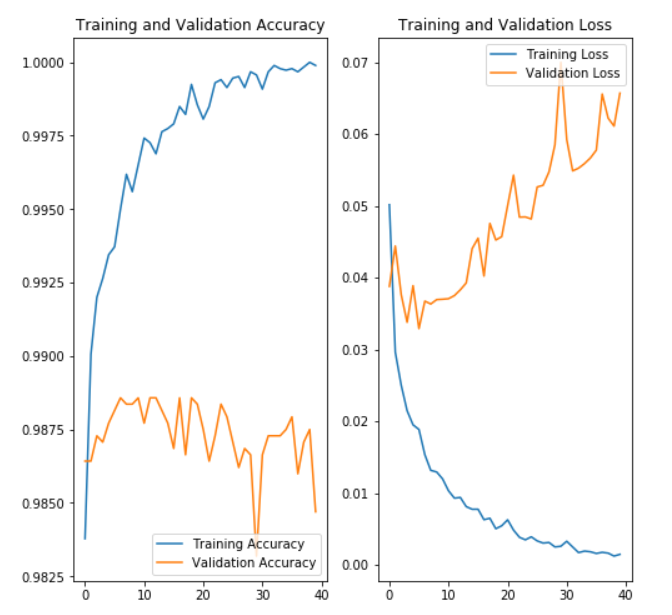 Training and Validation Accuracy
1.0000
0.9975
0.9950
0.9925
0.9900
0.9875
0.9850
0.9825
Training Accuracy
Validation Accuracy
0 10 20 30 40
Training and Validation Loss
Training Loss
Validation Loss
0.07
0.06
0.05
0.04
0.03
0.02
0.01
0.00
0 10 20 30 40